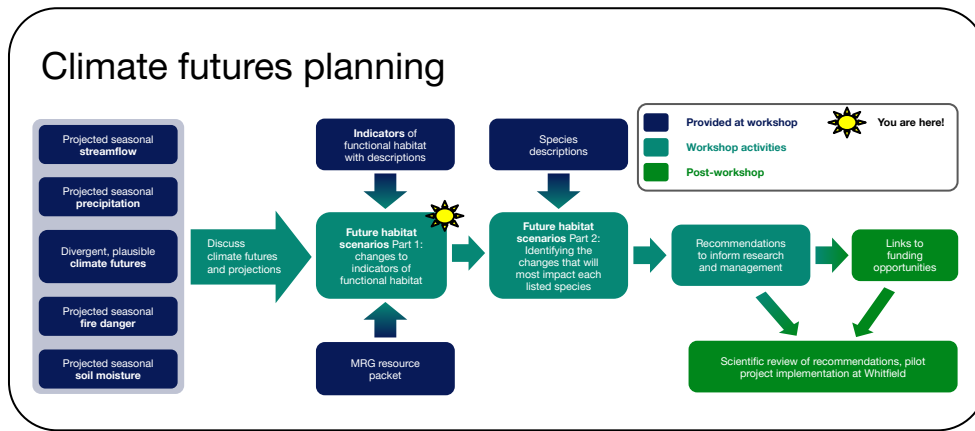 Climate futures planning
Projected seasonal
streamflow
Projected seasonal
precipitation
Divergent, plausible
climate futures
Projected seasonal
fire danger
Projected seasonal
soil moisture
Discuss
climate futures
and projections
Indicators of
functional habitat
with descriptions
Future habitat
scenarios Part 1:
changes to
indicators of
functional habitat
MRG resource
packet
Species
descriptions
Future habitat
scenarios Part 2:
Identifying the
changes that will
most impact each
listed species
Provided at workshop
You are here!
Workshop activities
Post-workshop
Recommendations
to inform research
and management
Links to
funding
opportunities
Scientific review of recommendations, pilot
project implementation at Whitfield